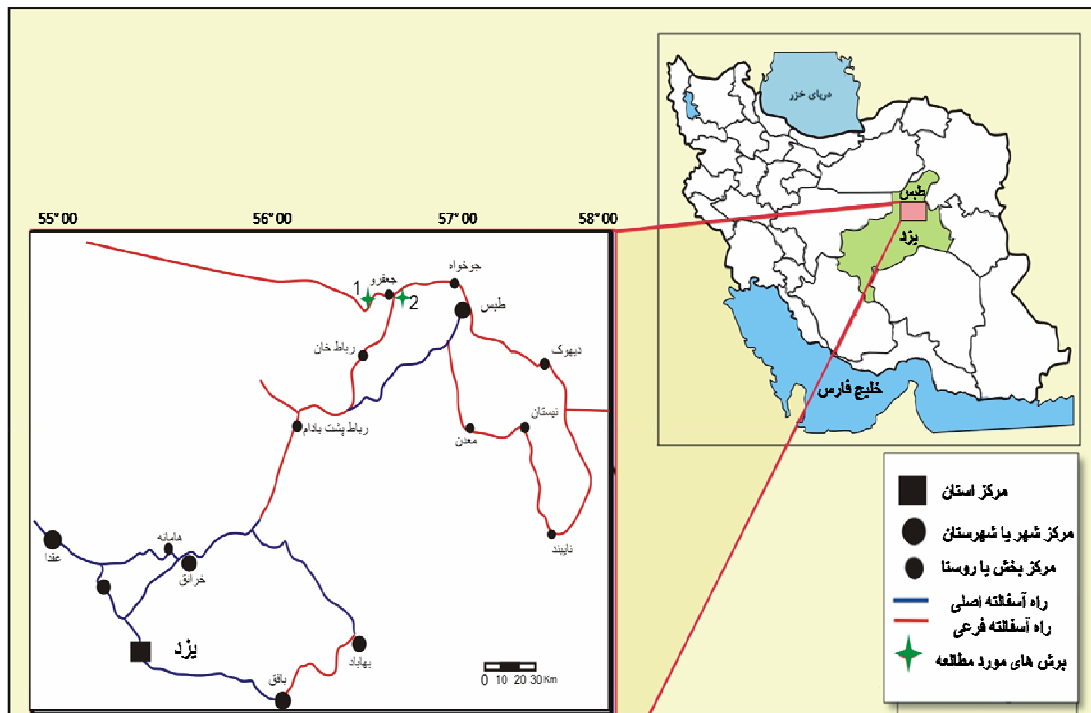 55° 00
56° 00
57° 00
58° 00
1
جعفرو
2
جرخواه
طبس
رباط خان
دیهرک
رباط پشت بادام
معدن
نیستان
نایبند
عقدا
هامانه
خرانق
یزد
بهاباد
بافق
0 10 20 30 Km
دریای خزر
طبس
یزد
خلیج فارس
مرکز استان
مرکز شهر یا شهرستان
مرکز بخش یا روستا
راه آسفالته اصلی
راه آسفالته فرعی
برش های مورد مطالعه